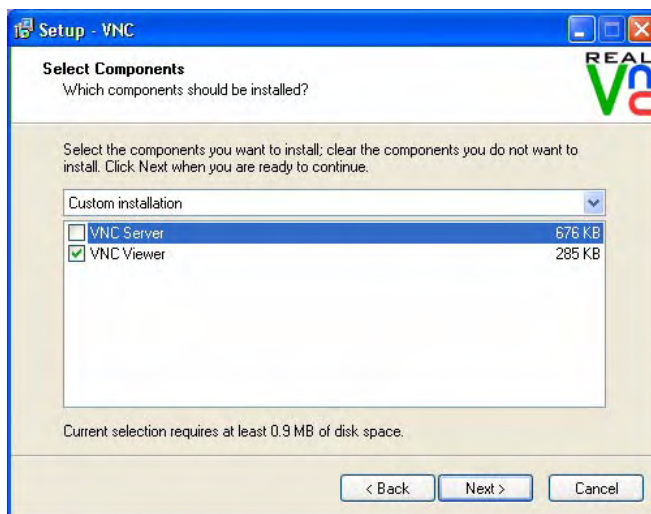 Setup - VNC
Select Components
Which components should be installed?
REAL
VNC
Select the components you want to install; clear the components you do not want to
install. Click Next when you are ready to continue.
Custom installation
VNC Server 676 KB
VNC Viewer 285 KB
Current selection requires at least 0.9 MB of disk space.
< Back Next > Cancel